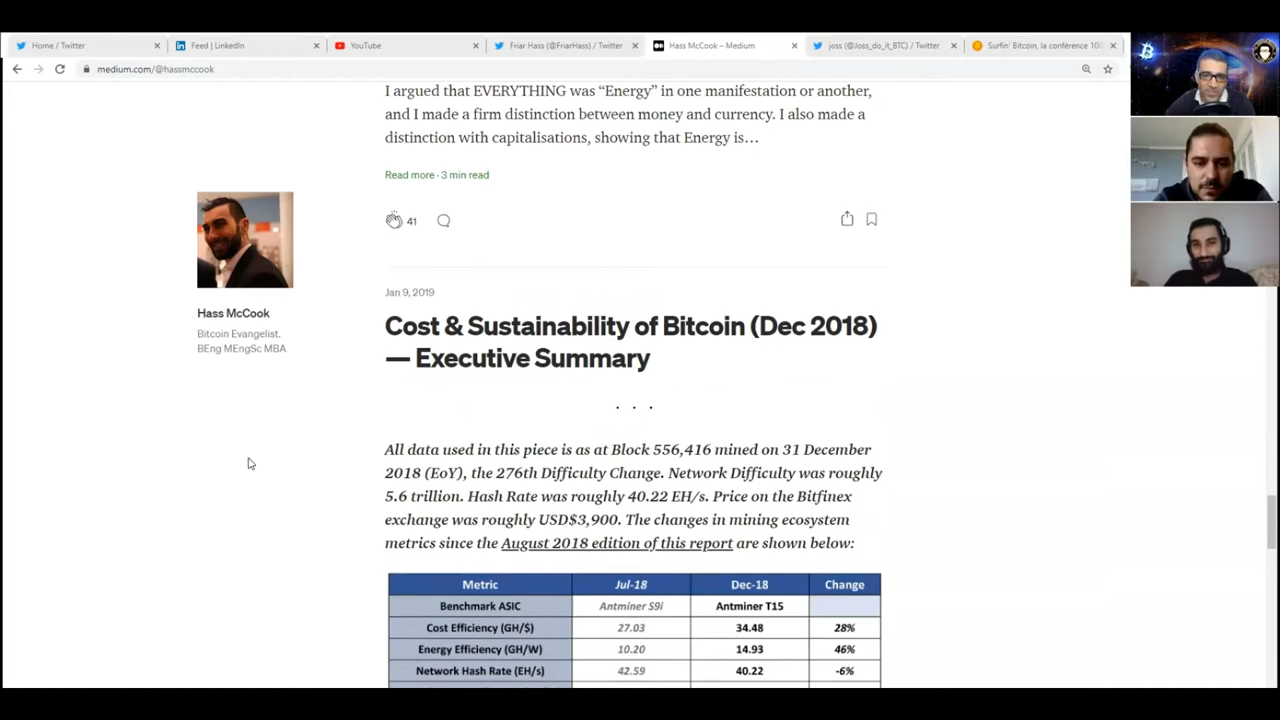 Home / Twitter
Feed | LinkedIn
YouTube
Friar Hass (@FriarHass) / Twitter
Hass McCook – Medium
joss (@Joss_do_it_BTC) / Twitter
Surfin' Bitcoin, la conférence 100
medium.com/@hassmccook
I argued that EVERYTHING was “Energy” in one manifestation or another,
and I made a firm distinction between money and currency. I also made a
distinction with capitalisations, showing that Energy is…
Read more · 3 min read
41
Hass McCook
Bitcoin Evangelist.
BEng MEngSc MBA
Jan 9, 2019
Cost & Sustainability of Bitcoin (Dec 2018)
— Executive Summary
. . .
All data used in this piece is as at Block 556,416 mined on 31 December
2018 (EoY), the 276th Difficulty Change. Network Difficulty was roughly
5.6 trillion. Hash Rate was roughly 40.22 EH/s. Price on the Bitfinex
exchange was roughly USD$3,900. The changes in mining ecosystem
metrics since the August 2018 edition of this report are shown below:
Metric Jul-18 Dec-18 Change
Benchmark ASIC Antminer S9i Antminer T15
Cost Efficiency (GH/$) 27.03 34.48 28%
Energy Efficiency (GH/W) 10.20 14.93 46%
Network Hash Rate (EH/s) 42.59 40.22 -6%